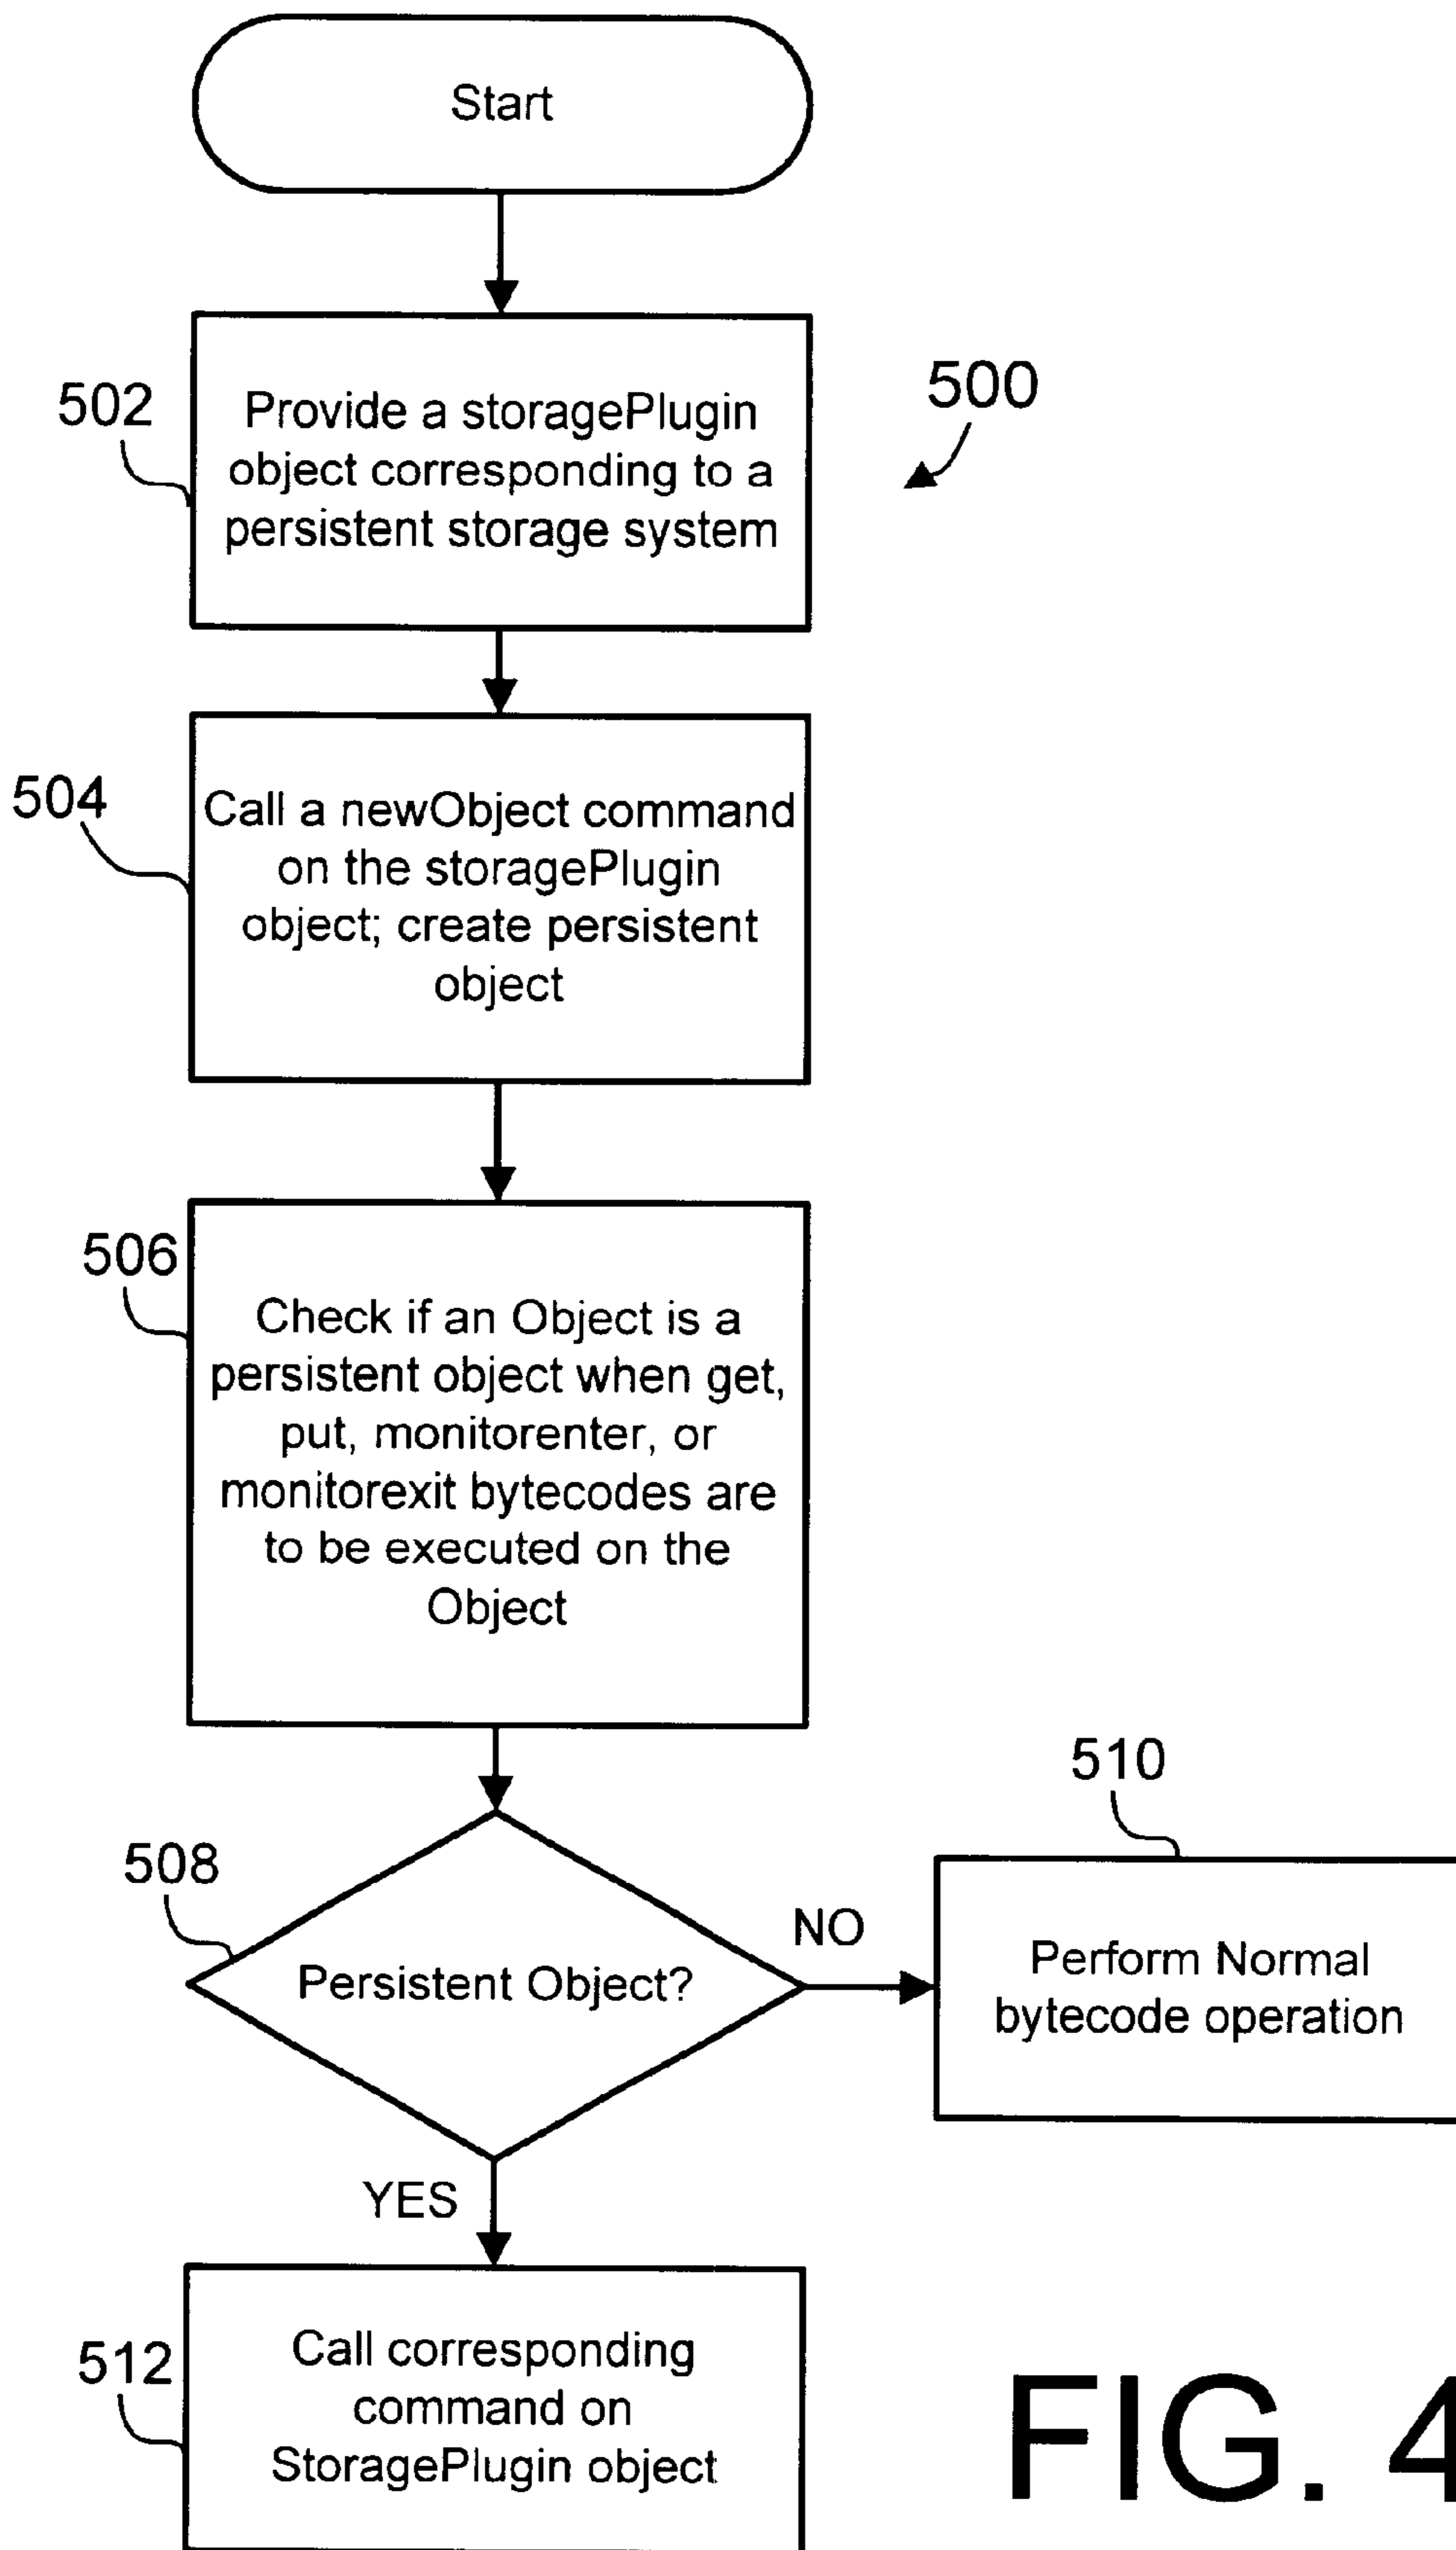 Start
500
502
Provide a storagePlugin
object corresponding to a
persistent storage system
504
Call a newObject command
on the storagePlugin
object; create persistent
object
506
Check if an Object is a
persistent object when get,
put, monitorenter, or
monitorexit bytecodes are
to be executed on the
Object
508
Persistent Object?
NO
510
Perform Normal
bytecode operation
YES
512
Call corresponding
command on
StoragePlugin object
FIG. 4